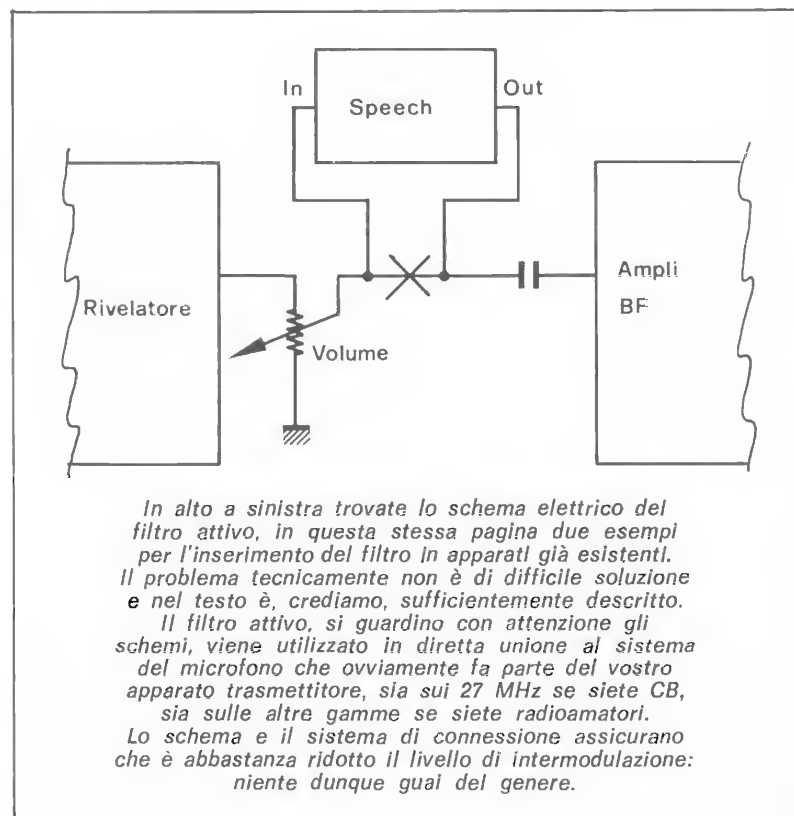 In
Speech
Out
Rivelatore
Volume
Ampli
BF
In alto a sinistra trovate lo schema elettrico del
filtro attivo, in questa stessa pagina due esempi
per l'inserimento del filtro in apparati già esistenti.
Il problema tecnicamente non è di difficile soluzione
e nel testo è, crediamo, sufficientemente descritto.
Il filtro attivo, si guardino con attenzione gli
schemi, viene utilizzato in diretta unione al sistema
del microfono che ovviamente fa parte del vostro
apparato trasmettitore, sia sui 27 MHz se siete CB,
sia sulle altre gamme se siete radioamatori.
Lo schema e il sistema di connessione assicurano
che è abbastanza ridotto il livello di intermodulazione:
niente dunque guai del genere.